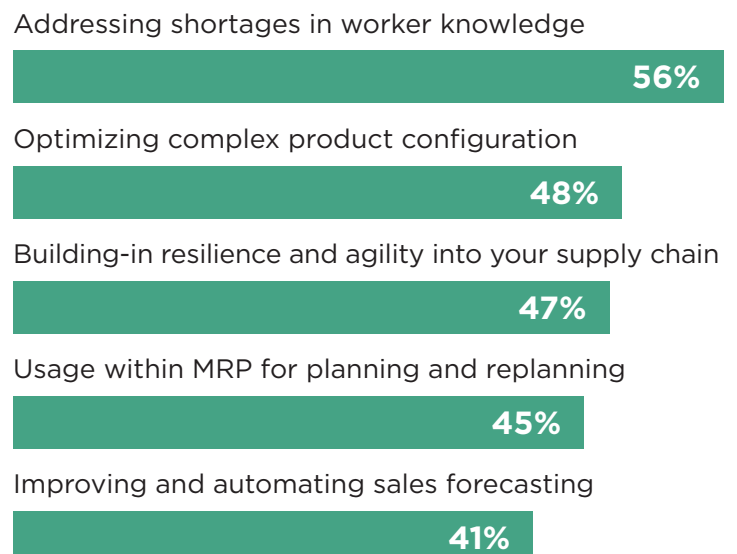 Addressing shortages in worker knowledge
56%
Optimizing complex product configuration
48%
Building-in resilience and agility into your supply chain
47%
Usage within MRP for planning and replanning
45%
Improving and automating sales forecasting
41%